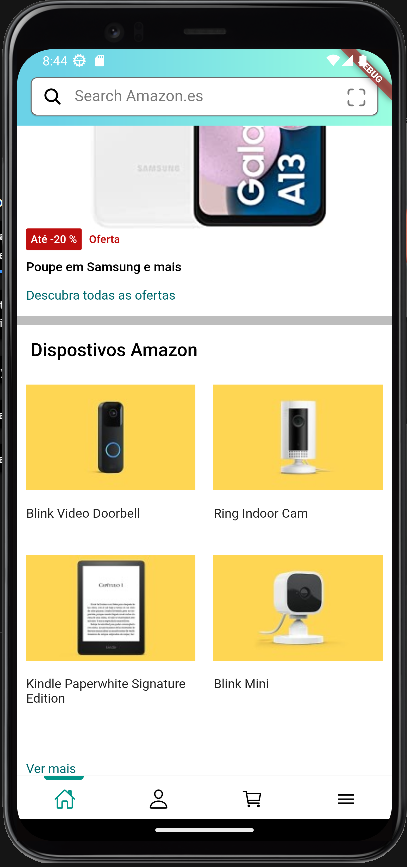 8:44
DEBUG
Search Amazon.es
SAMSUNG
Gala
A13
Até -20 % Oferta
Poupe em Samsung e mais
Descubra todas as ofertas
Dispostivos Amazon
Blink Video Doorbell
Ring Indoor Cam
Kindle Paperwhite Signature
Edition
Blink Mini
Ver mais